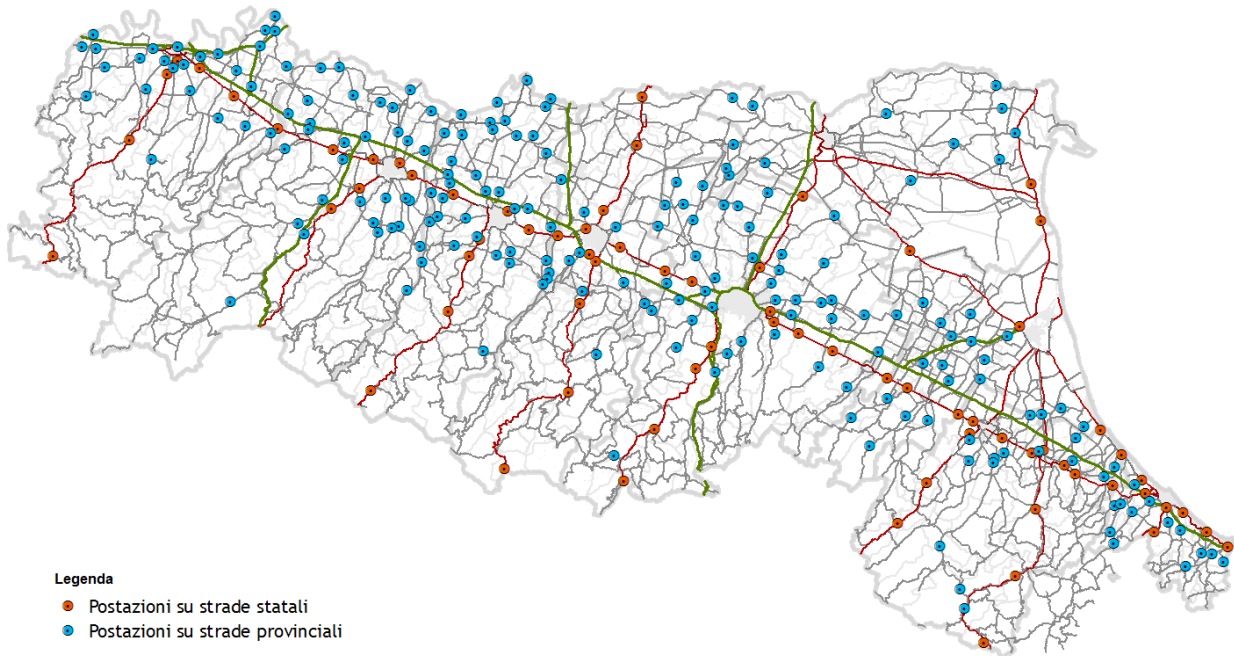 Legenda
Postazioni su strade statali
Postazioni su strade provinciali